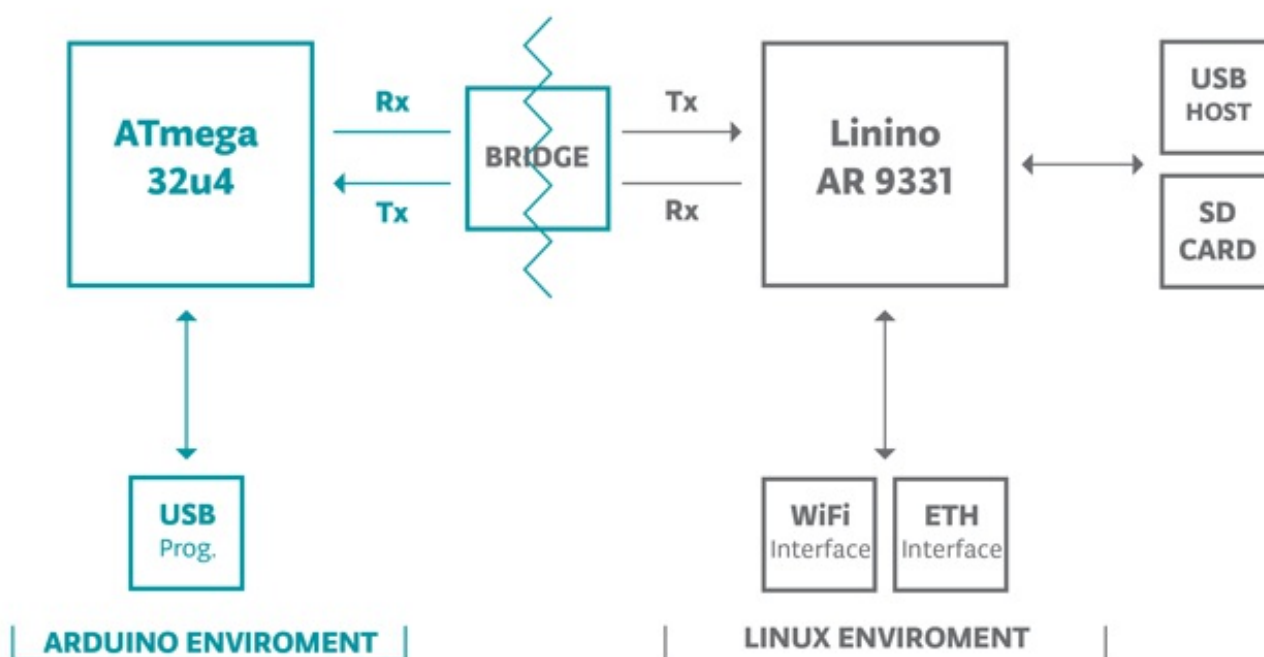 ATmega
32u4
Rx
Tx
BRIDGE
Tx
Rx
Linino
AR 9331
USB
HOST
SD
CARD
USB
Prog.
WiFi
Interface
ETH
Interface
ARDUINO ENVIROMENT
LINUX ENVIROMENT